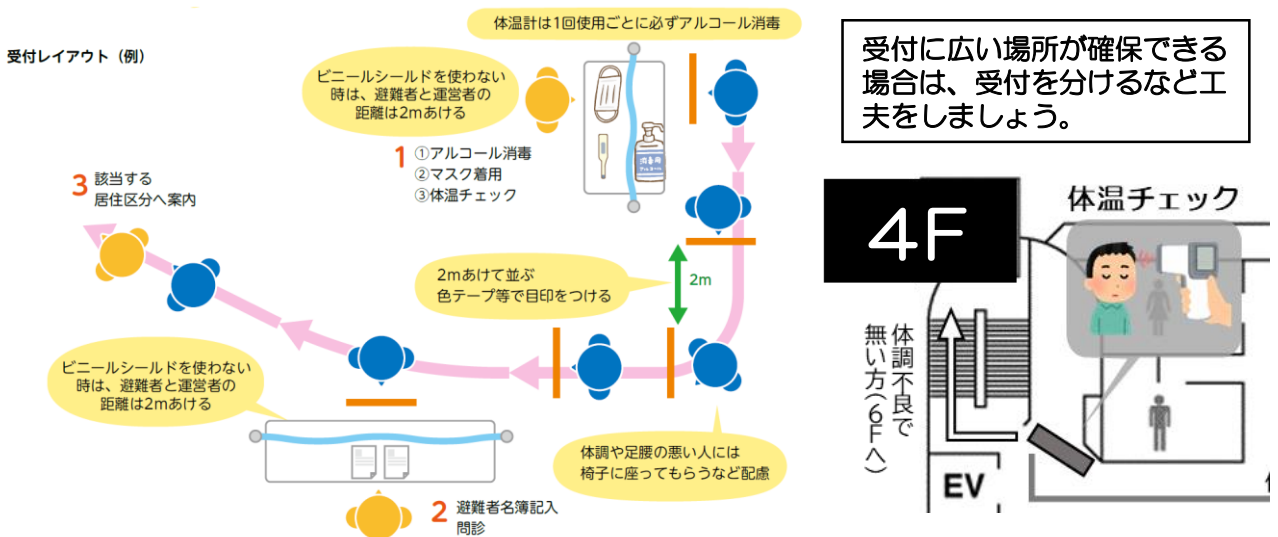 受付レイアウト（例）
体温計は1回使用ごとに必ずアルコール消毒
ビニールシールドを使わない
時は、避難者と運営者の
距離は2mあける
1 ①アルコール消毒
②マスク着用
③体温チェック
消毒用
アルコール
3 該当する
居住区分へ案内
2mあけて並ぶ
色テープ等で目印をつける
2m
ビニールシールドを使わない
時は、避難者と運営者の
距離は2mあける
体調や足腰の悪い人には
椅子に座ってもらうなど配慮
2 避難者名簿記入
問診
受付に広い場所が確保できる
場合は、受付を分けるなど工
夫をしましょう。
4F
体温チェック
体調不良で
無い方(6Fへ)
EV